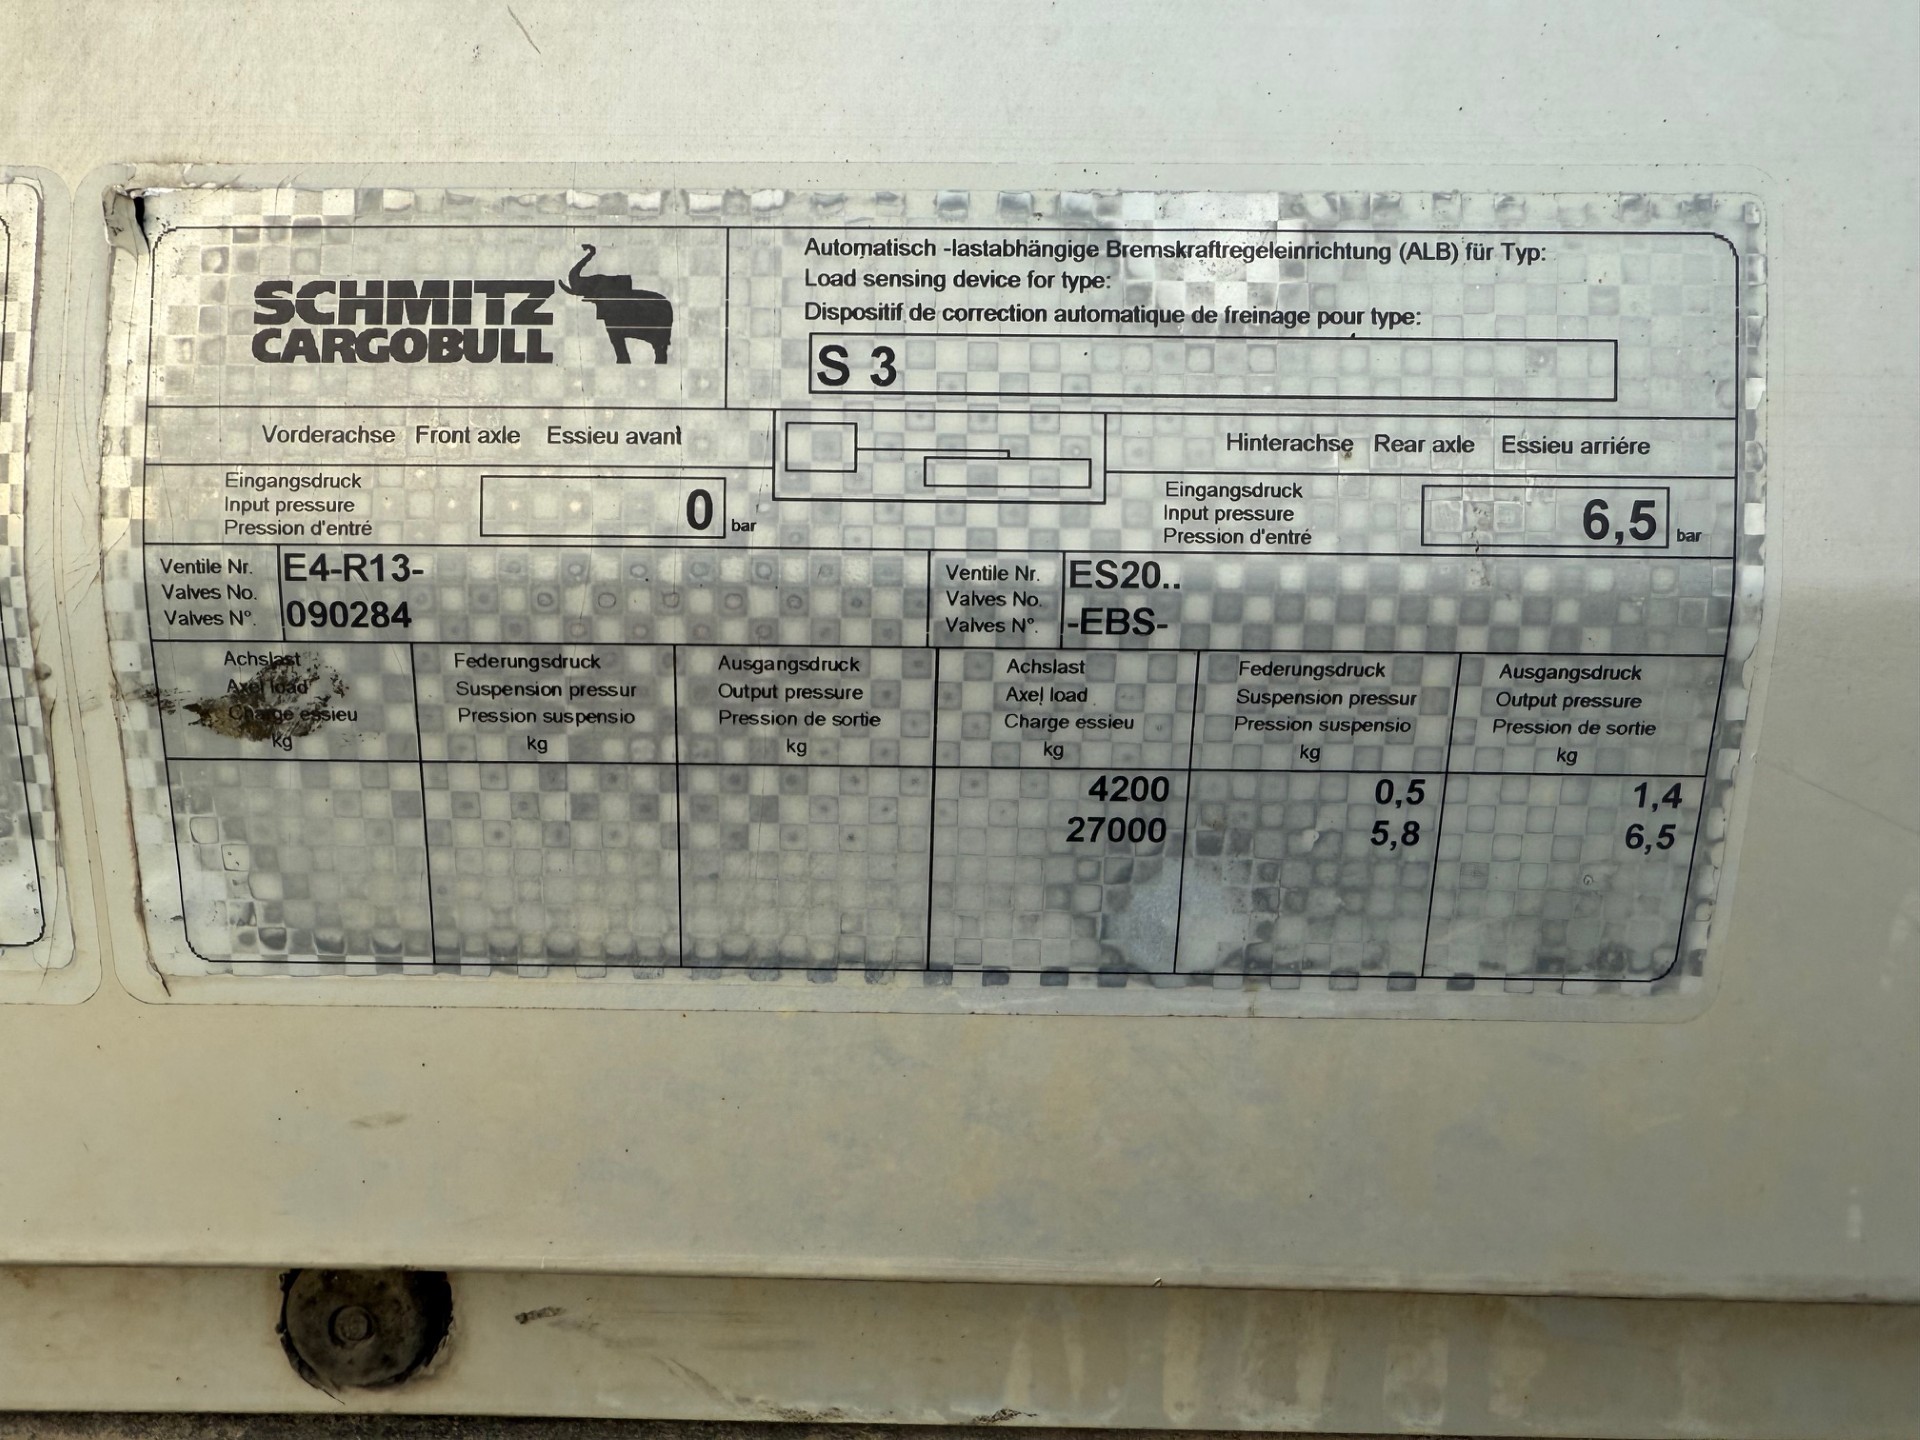 SCHMITZ
CARGOBULL
Automatisch -lastabhängige Bremskraftregeleinrichtung (ALB) für Typ:
Load sensing device for type:
Dispositif de correction automatique de freinage pour type:
S 3
Vorderachse Front axle Essieu avant
Hinterachse Rear axle Essieu arriére
Eingangsdruck
Input pressure
Pression d'entré
0 bar
Eingangsdruck
Input pressure
Pression d'entré
6,5 bar
Ventile Nr.
Valves No.
Valves N°.
E4-R13-
090284
Ventile Nr.
Valves No.
Valves N°.
ES20..
-EBS-
Achslast
Axel load
Charge essieu
kg
Federungsdruck
Suspension pressur
Pression suspensio
kg
Ausgangsdruck
Output pressure
Pression de sortie
kg
Achslast
Axel load
Charge essieu
kg
Federungsdruck
Suspension pressur
Pression suspensio
kg
Ausgangsdruck
Output pressure
Pression de sortie
kg
4200 0,5 1,4
27000 5,8 6,5